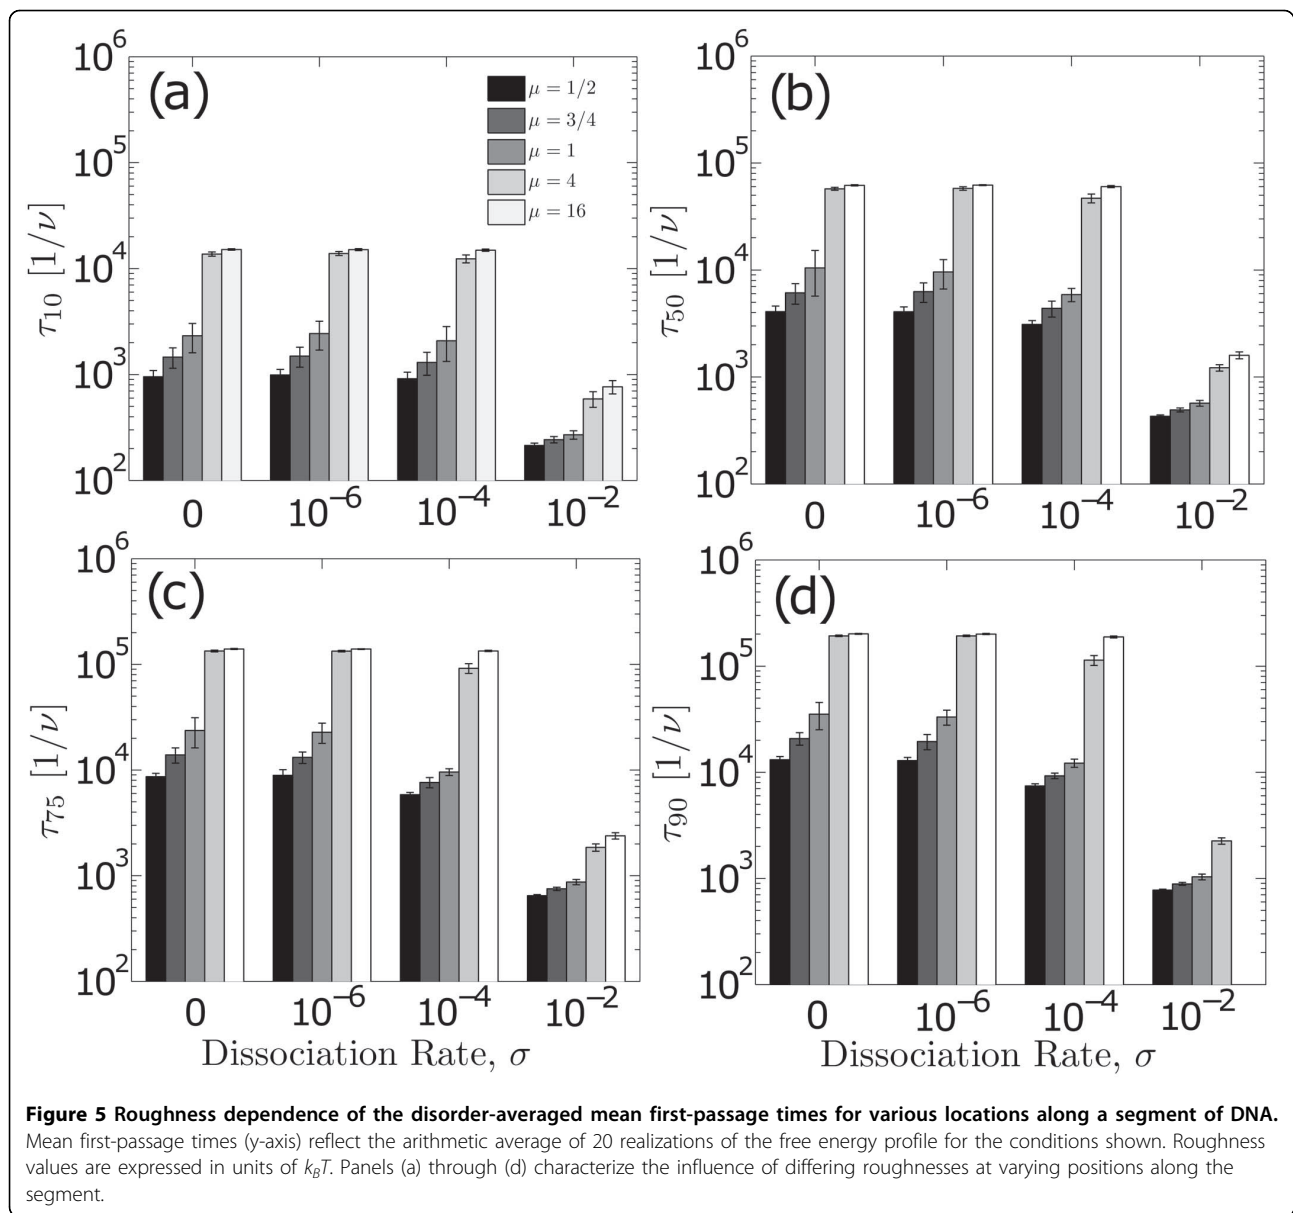 10^6
10^5
10^4
10^3
10^2
(a)
μ = 1/2
μ = 3/4
μ = 1
μ = 4
μ = 16
τ_10 [1/ν]
0 10^−6 10^−4 10^−2
10^6
10^5
10^4
10^3
10^2
(b)
τ_50 [1/ν]
0 10^−6 10^−4 10^−2
10^6
10^5
10^4
10^3
10^2
(c)
τ_75 [1/ν]
0 10^−6 10^−4 10^−2
Dissociation Rate, σ
10^6
10^5
10^4
10^3
10^2
(d)
τ_90 [1/ν]
0 10^−6 10^−4 10^−2
Dissociation Rate, σ
Figure 5 Roughness dependence of the disorder-averaged mean first-passage times for various locations along a segment of DNA.
Mean first-passage times (y-axis) reflect the arithmetic average of 20 realizations of the free energy profile for the conditions shown. Roughness
values are expressed in units of k_BT. Panels (a) through (d) characterize the influence of differing roughnesses at varying positions along the
segment.